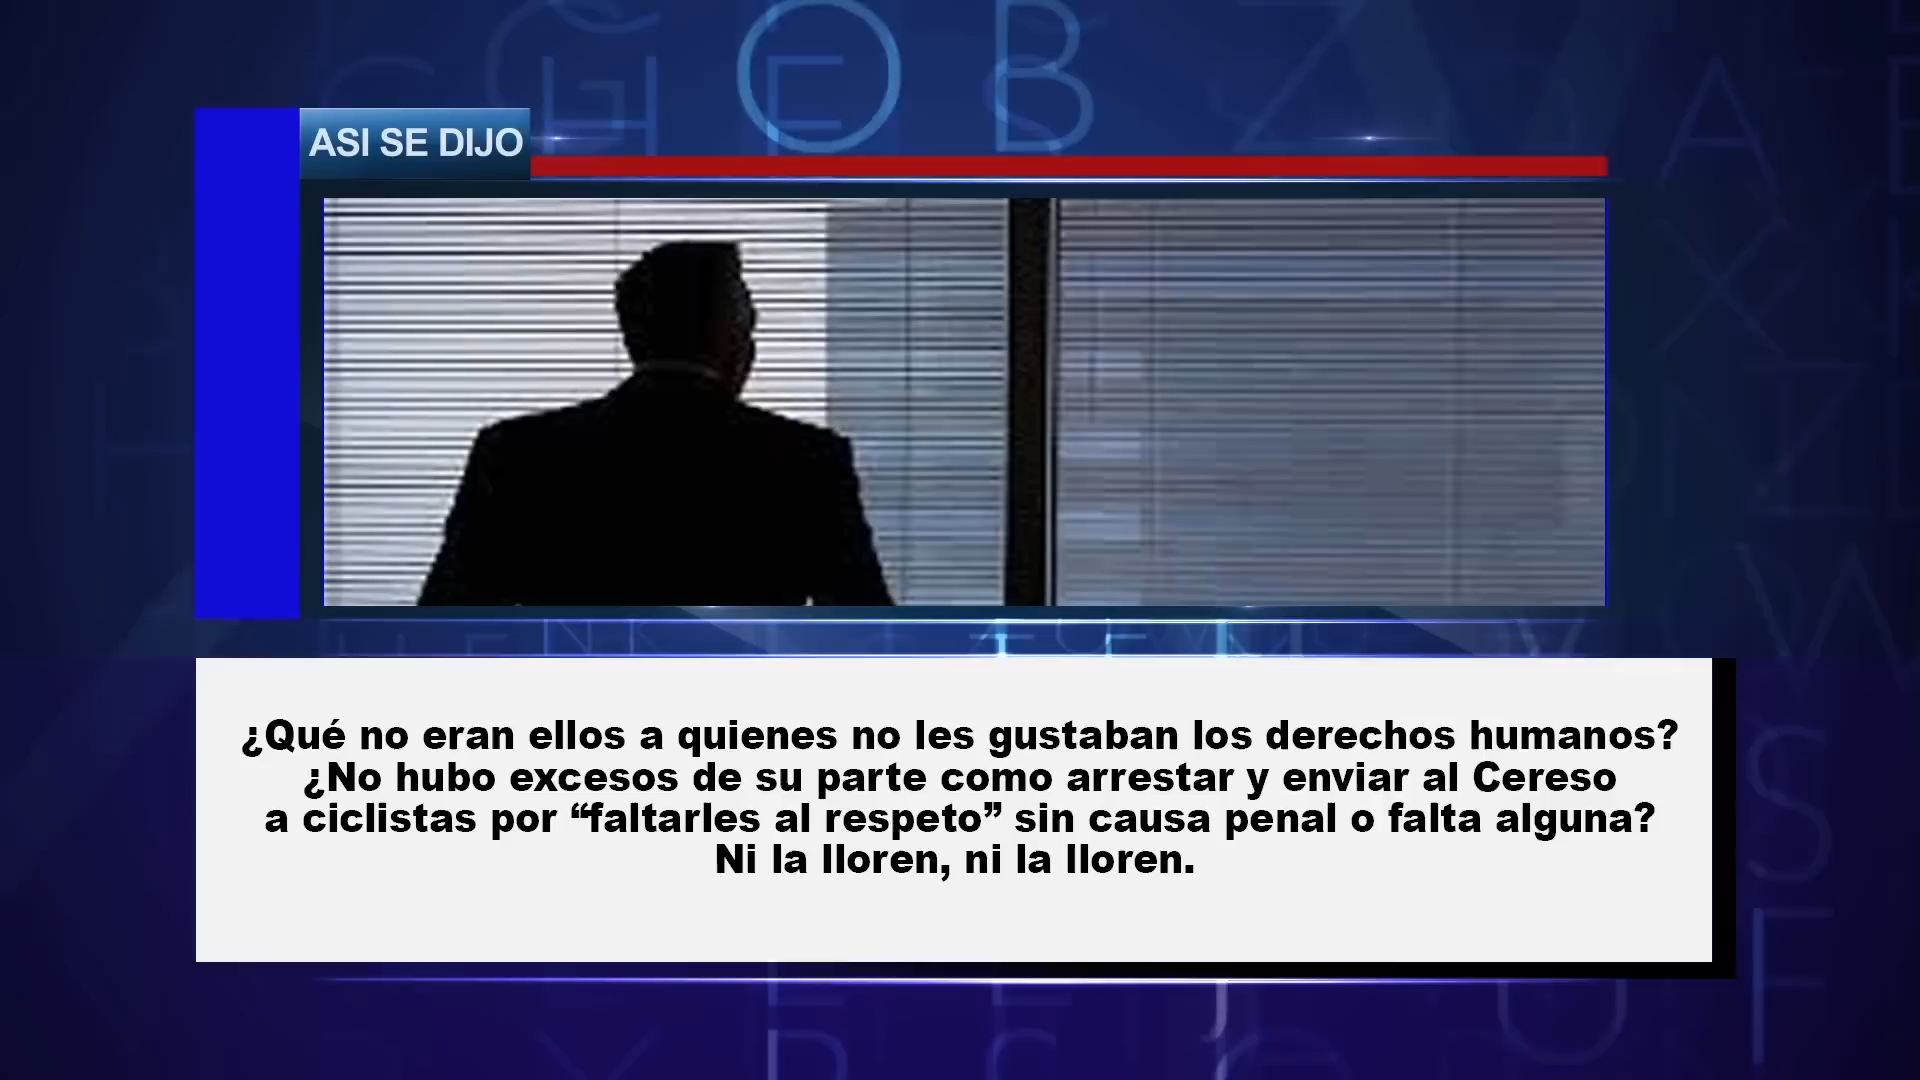 ASI SE DIJO
¿Qué no eran ellos a quienes no les gustaban los derechos humanos?
¿No hubo excesos de su parte como arrestar y enviar al Cereso
a ciclistas por “faltarles al respeto” sin causa penal o falta alguna?
Ni la lloren, ni la lloren.